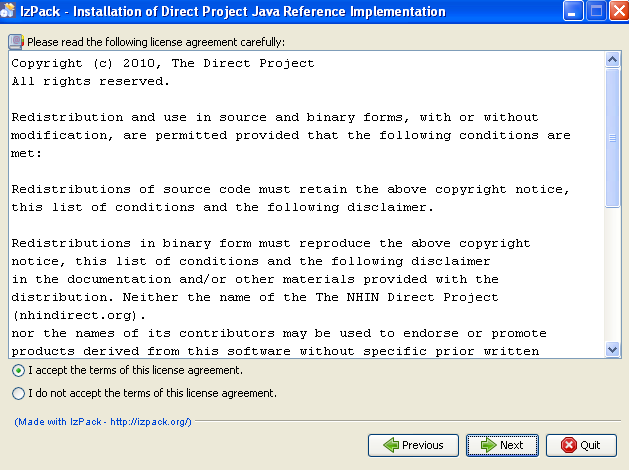 IzPack - Installation of Direct Project Java Reference Implementation
Please read the following license agreement carefully:
Copyright (c) 2010, The Direct Project
All rights reserved.
Redistribution and use in source and binary forms, with or without
modification, are permitted provided that the following conditions are
met:
Redistributions of source code must retain the above copyright notice,
this list of conditions and the following disclaimer.
Redistributions in binary form must reproduce the above copyright
notice, this list of conditions and the following disclaimer
in the documentation and/or other materials provided with the
distribution. Neither the name of the The NHIN Direct Project
(nhindirect.org).
nor the names of its contributors may be used to endorse or promote
products derived from this software without specific prior written
I accept the terms of this license agreement.
I do not accept the terms of this license agreement.
(Made with IzPack - http://izpack.org/)
Previous Next Quit